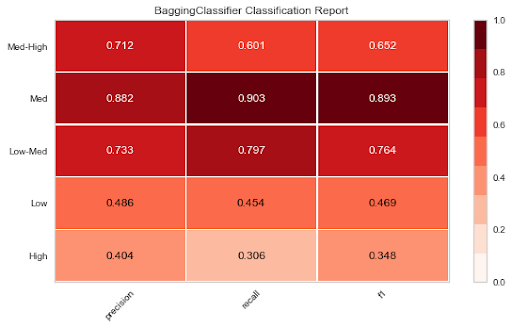 BaggingClassifier Classification Report
Med-High 0.712 0.601 0.652
Med 0.882 0.903 0.893
Low-Med 0.733 0.797 0.764
Low 0.486 0.454 0.469
High 0.404 0.306 0.348
precision recall f1
1.0
0.8
0.6
0.4
0.2
0.0